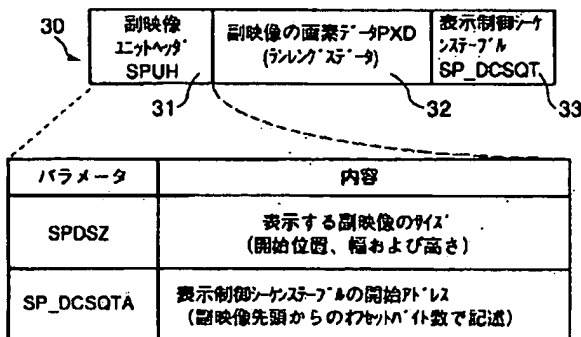 30
副映像
ユニットヘッダ
SPUH
副映像の画素データPXD
(ランレングスデータ)
表示制御シーケ
ンステーブル
SP_DCSQT
31
32
33
パラメータ
内容
SPDSZ
表示する副映像のサイズ
(開始位置、幅および高さ)
SP_DCSQTA
表示制御シーケンステーブルの開始アドレス
(副映像先頭からのオフセットバイト数で記述)